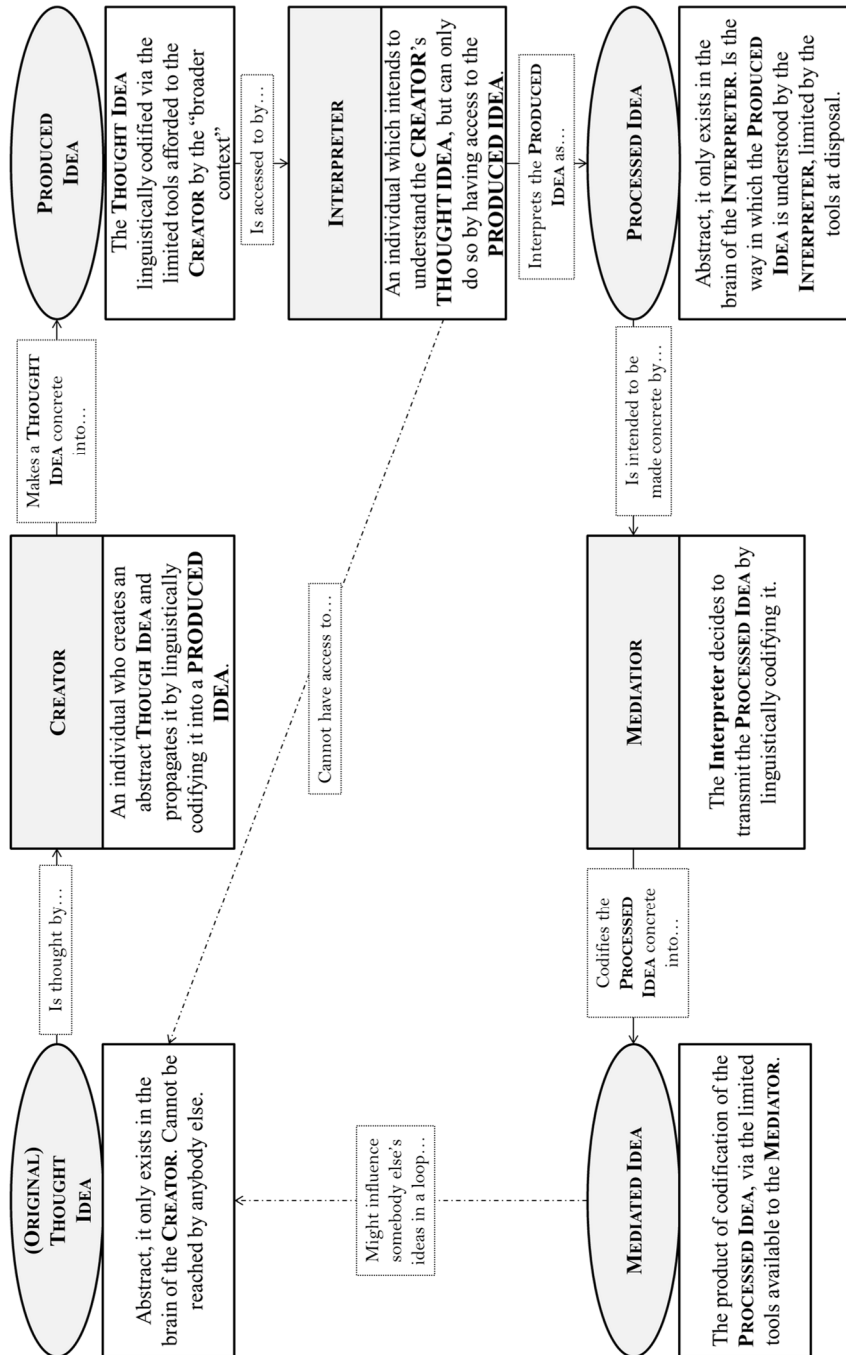 (ORIGINAL)
THOUGHT
IDEA
Abstract, it only exists in the
brain of the CREATOR. Cannot be
reached by anybody else.
Is thought by…
CREATOR
An individual who creates an
abstract THOUGH IDEA and
propagates it by linguistically
codifying it into a PRODUCED
IDEA.
Makes a THOUGHT
IDEA concrete
into…
PRODUCED
IDEA
The THOUGHT IDEA
linguistically codified via the
limited tools afforded to the
CREATOR by the “broader
context”
Is accessed to by…
INTERPRETER
An individual which intends to
understand the CREATOR’s
THOUGHT IDEA, but can only
do so by having access to the
PRODUCED IDEA.
Cannot have access to…
Interprets the PRODUCED
IDEA as…
PROCESSED IDEA
Abstract, it only exists in the
brain of the INTERPRETER. Is the
way in which the PRODUCED
IDEA is understood by the
INTERPRETER, limited by the
tools at disposal.
Is intended to be
made concrete by…
MEDIATIOR
The Interpreter decides to
transmit the PROCESSED IDEA by
linguistically codifying it.
Codifies the
PROCESSED
IDEA concrete
into…
MEDIATED IDEA
The product of codification of the
PROCESSED IDEA, via the limited
tools available to the MEDIATOR.
Might influence
somebody else’s
ideas in a loop…